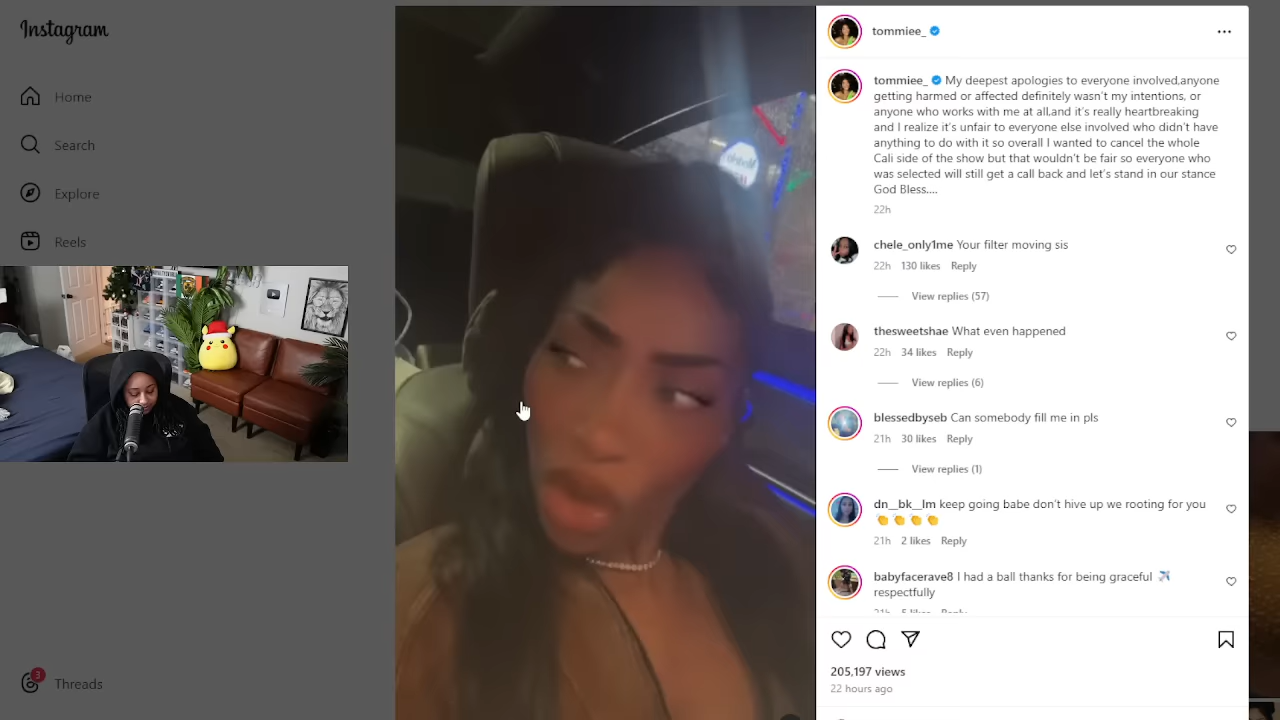 Instagram
Home
Search
Explore
Reels
3
Threads
tommiee_
tommiee_ My deepest apologies to everyone involved,anyone
getting harmed or affected definitely wasn't my intentions, or
anyone who works with me at all,and it's really heartbreaking
and I realize it's unfair to everyone else involved who didn't have
anything to do with it so overall I wanted to cancel the whole
Cali side of the show but that wouldn't be fair so everyone who
was selected will still get a call back and let's stand in our stance
God Bless....
22h
chele_only1me Your filter moving sis
22h 130 likes Reply
View replies (57)
thesweetshae What even happened
22h 34 likes Reply
View replies (6)
blessedbyseb Can somebody fill me in pls
21h 30 likes Reply
View replies (1)
dn__bk__lm keep going babe don't hive up we rooting for you
👏 👏 👏 👏
21h 2 likes Reply
babyfacerave8 I had a ball thanks for being graceful ✈️
respectfully
21h 5 likes Reply
205,197 views
22 hours ago